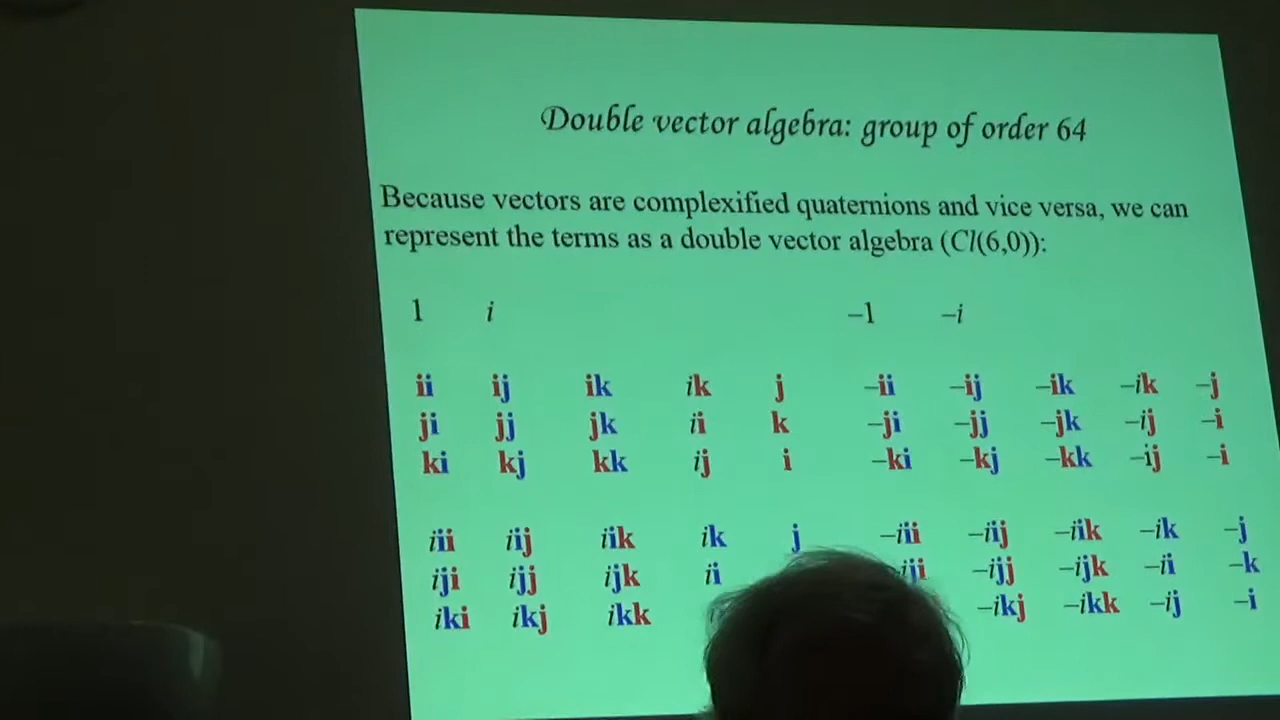 Double vector algebra: group of order 64
Because vectors are complexified quaternions and vice versa, we can
represent the terms as a double vector algebra (Cl(6,0)):
1 i –1 –i
ii ij ik ik j –ii –ij –ik –ik –j
ji jj jk ii k –ji –jj –jk –ij –i
ki kj kk ij i –ki –kj –kk –ij –i
iii iij iik ik j –iii –iij –iik –ik –j
iji ijj ijk ii iji –ijj –ijk –ii –k
iki ikj ikk –ikj –ikk –ij –i